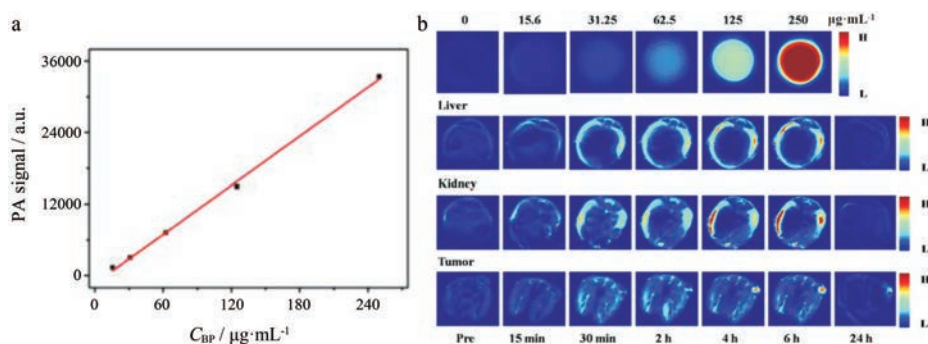 a
36000
24000
12000
0
PA signal / a.u.
0 60 120 180 240
C_BP / μg·mL⁻¹
b
0 15.6 31.25 62.5 125 250 μg·mL⁻¹
H
L
Liver
H
L
Kidney
H
L
Tumor
H
L
Pre 15 min 30 min 2 h 4 h 6 h 24 h